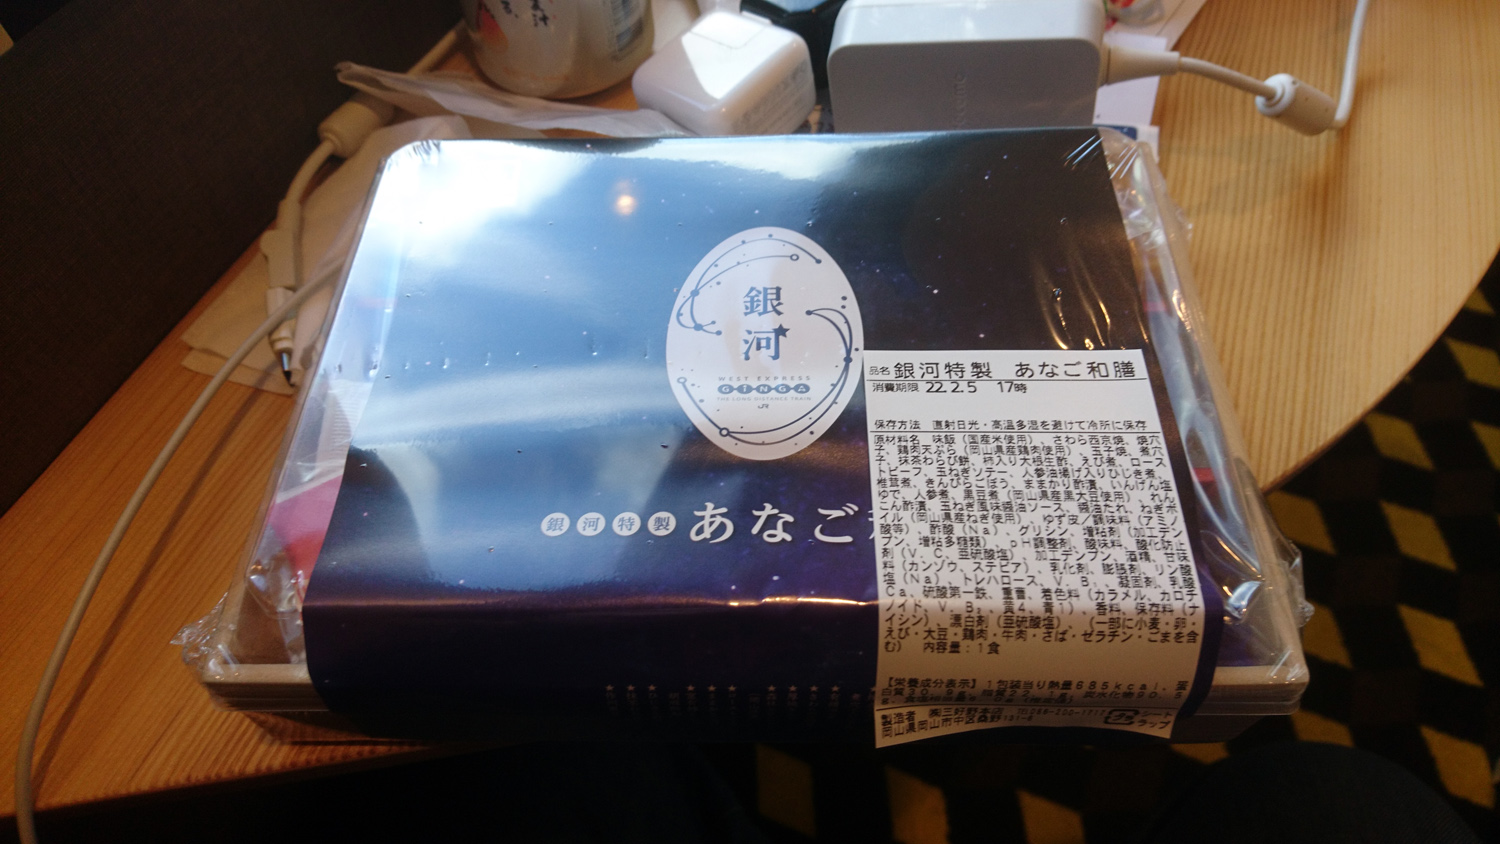 銀
河
WEST EXPRESS
GINGA
THE LONG DISTANCE TRAIN
JR
銀河特製 あなご
品名 銀河特製 あなご和膳
消費期限 22.2.5 17時
保存方法 直射日光・高温多湿を避けて冷所に保存
原材料名 味飯(国産米使用)、さわら西京焼、焼穴
子、鶏肉天ぷら(岡山県産鶏肉使用)、玉子焼、煮穴
子、抹茶わらび餅、柿入り大根生酢、えび煮、ロース
トビーフ、玉ねぎソテー、人参油揚げ入りひじき煮、
椎茸煮、きんぴらごぼう、ままかり酢漬、いんげん塩
ゆで、人参煮、黒豆煮(岡山県産黒大豆使用)、れん
こん酢漬、玉ねぎ風味醤油ソース、醤油たれ、ねぎオ
イル(岡山県産ねぎ使用)、ゆず皮/調味料(アミノ
酸等)、酢酸(Na)、グリシン、増粘剤(加工デン
プン、増粘多糖類)、pH調整剤、酸味料、酸化防止
剤(V.C、亜硫酸塩)、加工デンプン、酒精、甘味
料(カンゾウ、ステビア)、乳化剤、膨脹剤、リン酸
塩(Na)、トレハロース、V.B₁、凝固剤、乳酸
Ca、硫酸第一鉄、重曹、着色料(カラメル、カロチ
ノイド、V.B₂、黄4、青1)、香料、保存料(ナ
イシン)、漂白剤(亜硫酸塩)、(一部に小麦・卵・
えび・大豆・鶏肉・牛肉・さば・ゼラチン・ごまを含
む) 内容量:1食
【栄養成分表示】1包装当り熱量685kcal、蛋
製造者 ㈱三好野本店
岡山県岡山市中区桑野
プラ ラップ